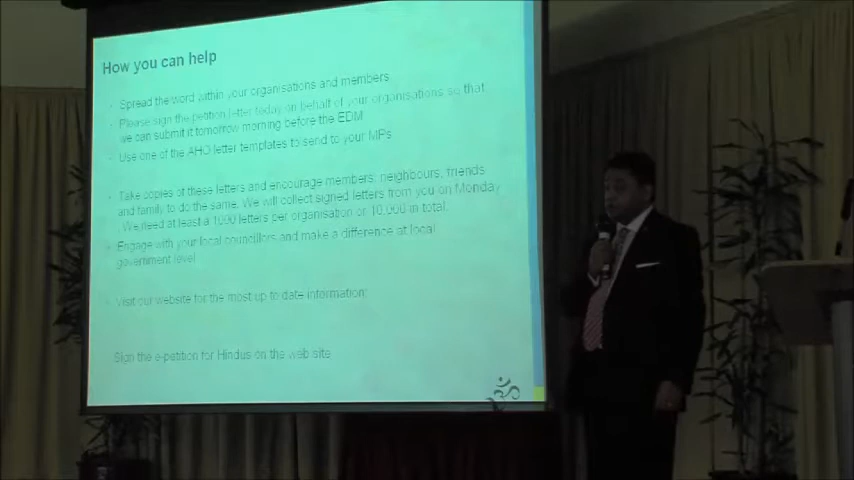 How you can help
Spread the word within your organisations and members
Please sign the petition letter today on behalf of your organisations so that
we can submit it tomorrow morning before the EDM
Use one of the AHO letter templates to send to your MPs
Take copies of these letters and encourage members, neighbours, friends
and family to do the same. We will collect signed letters from you on Monday
. We need at least a 1000 letters per organisation or 10,000 in total.
Engage with your local councillors and make a difference at local
government level
Visit our website for the most up to date information:
Sign the e-petition for Hindus on the web site
ॐ